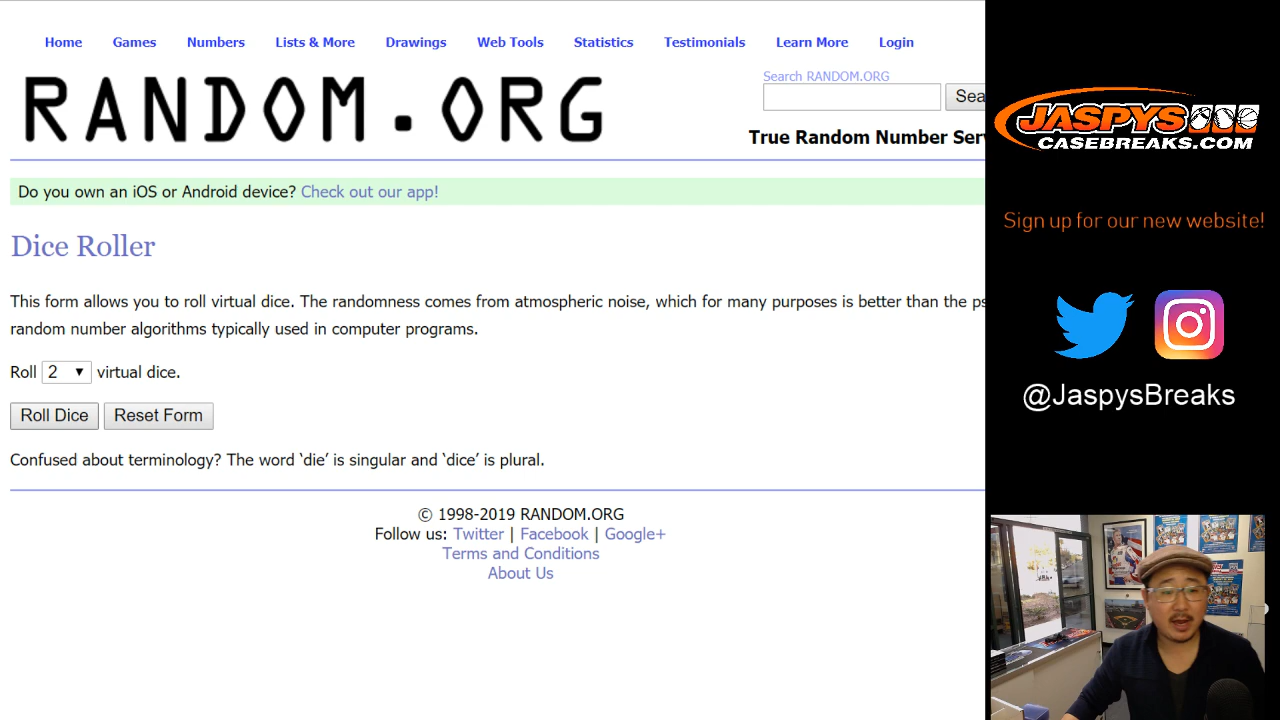 Home Games Numbers Lists & More Drawings Web Tools Statistics Testimonials Learn More Login
RANDOM.ORG
Search RANDOM.ORG
Sea
True Random Number Ser
Do you own an iOS or Android device? Check out our app!
Dice Roller
This form allows you to roll virtual dice. The randomness comes from atmospheric noise, which for many purposes is better than the ps
random number algorithms typically used in computer programs.
Roll 2 virtual dice.
Roll Dice Reset Form
Confused about terminology? The word ‘die’ is singular and ‘dice’ is plural.
© 1998-2019 RANDOM.ORG
Follow us: Twitter | Facebook | Google+
Terms and Conditions
About Us
JASPYS
CASEBREAKS.COM
Sign up for our new website!
@JaspysBreaks